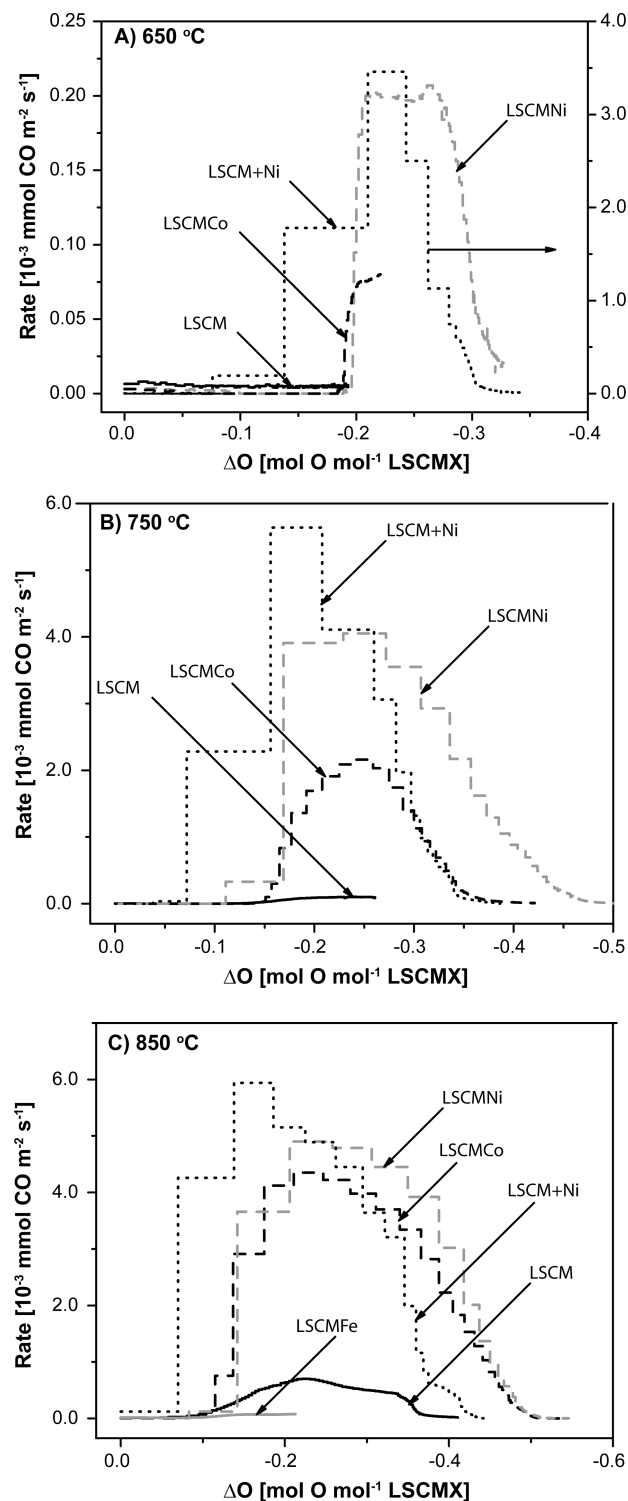 A) 650 °C
0.25
0.20
0.15
0.10
0.05
0.00
Rate [10⁻³ mmol CO m⁻² s⁻¹]
4.0
3.0
2.0
1.0
0.0
LSCMNi
LSCM+Ni
LSCMCo
LSCM
0.0 -0.1 -0.2 -0.3 -0.4
ΔO [mol O mol⁻¹ LSCMX]
B) 750 °C
6.0
4.0
2.0
0.0
Rate [10⁻³ mmol CO m⁻² s⁻¹]
LSCM+Ni
LSCMNi
LSCMCo
LSCM
0.0 -0.1 -0.2 -0.3 -0.4 -0.5
ΔO [mol O mol⁻¹ LSCMX]
C) 850 °C
6.0
4.0
2.0
0.0
Rate [10⁻³ mmol CO m⁻² s⁻¹]
LSCMNi
LSCMCo
LSCM+Ni
LSCM
LSCMFe
0.0 -0.2 -0.4 -0.6
ΔO [mol O mol⁻¹ LSCMX]